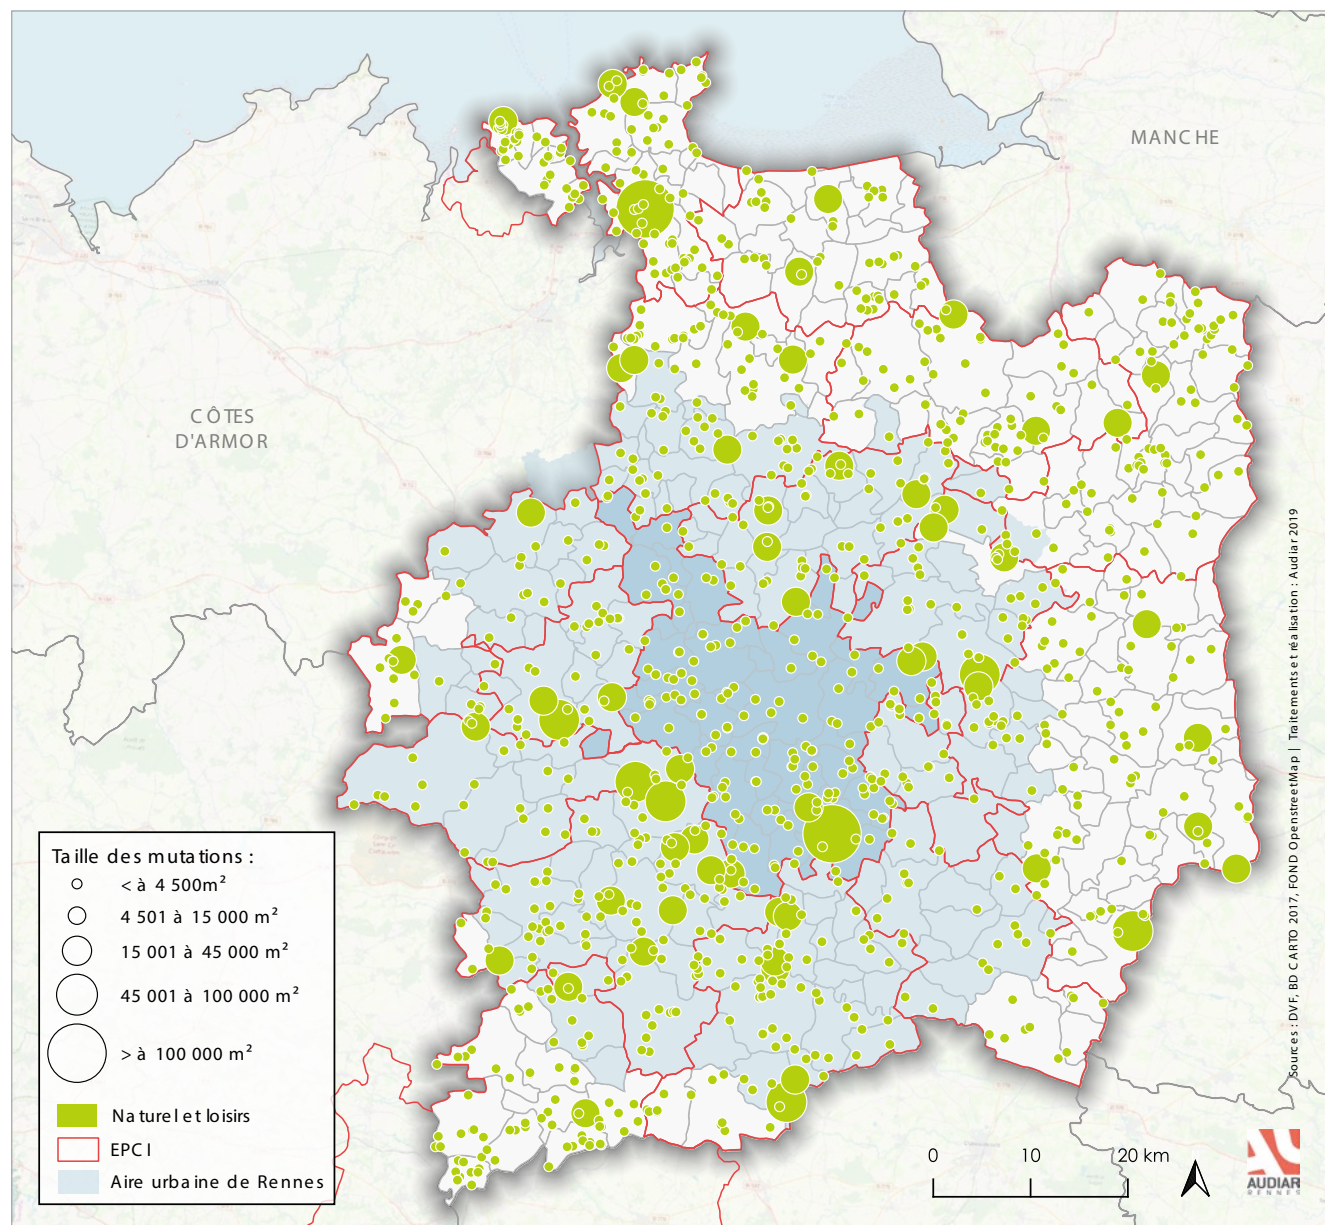 MANCHE
CÔTES
D'ARMOR
Taille des mutations :
< à 4 500m²
4 501 à 15 000 m²
15 001 à 45 000 m²
45 001 à 100 000 m²
> à 100 000 m²
Naturel et loisirs
EPCI
Aire urbaine de Rennes
0 10 20 km
AUDIAR
RENNES
Sources : DVF, BD CARTO 2017, FOND OpenstreetMap | Traitements et réalisation : Audiar 2019